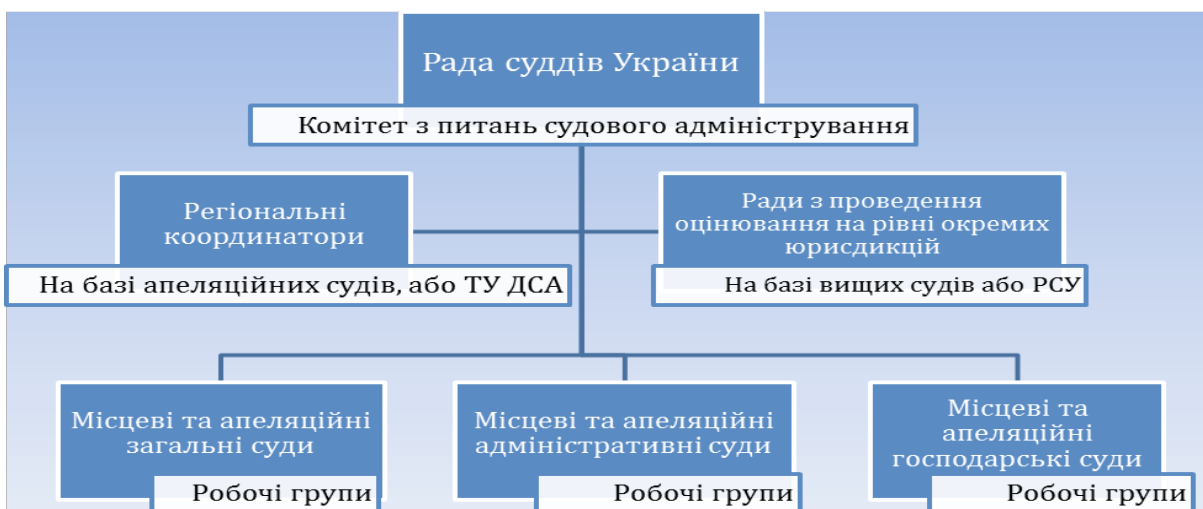 Рада суддів України
Комітет з питань судового адміністрування
Регіональні
координатори
На базі апеляційних судів, або ТУ ДСА
Ради з проведення
оцінювання на рівні окремих
юрисдикцій
На базі вищих судів або РСУ
Місцеві та апеляційні
загальні суди
Робочі групи
Місцеві та апеляційні
адміністративні суди
Робочі групи
Місцеві та
апеляційні
господарські суди
Робочі групи